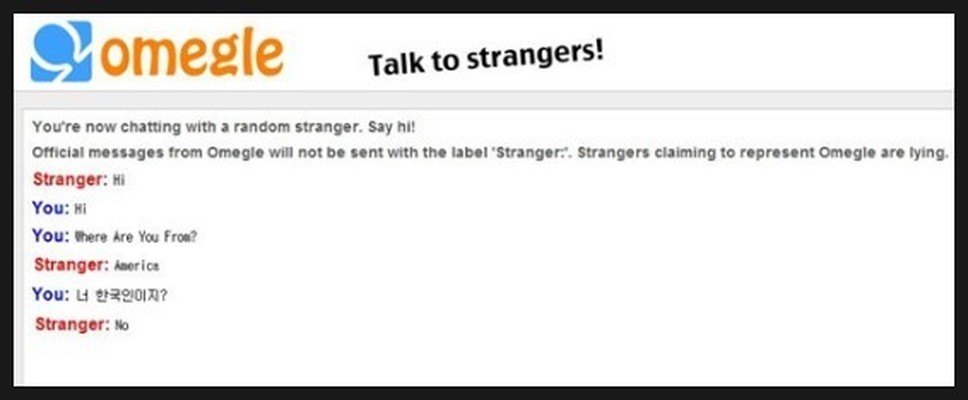 omegle Talk to strangers!
You're now chatting with a random stranger. Say hi!
Official messages from Omegle will not be sent with the label 'Stranger:'. Strangers claiming to represent Omegle are lying.
Stranger: Hi
You: Hi
You: Where Are You From?
Stranger: America
You: 너 한국인이지?
Stranger: No